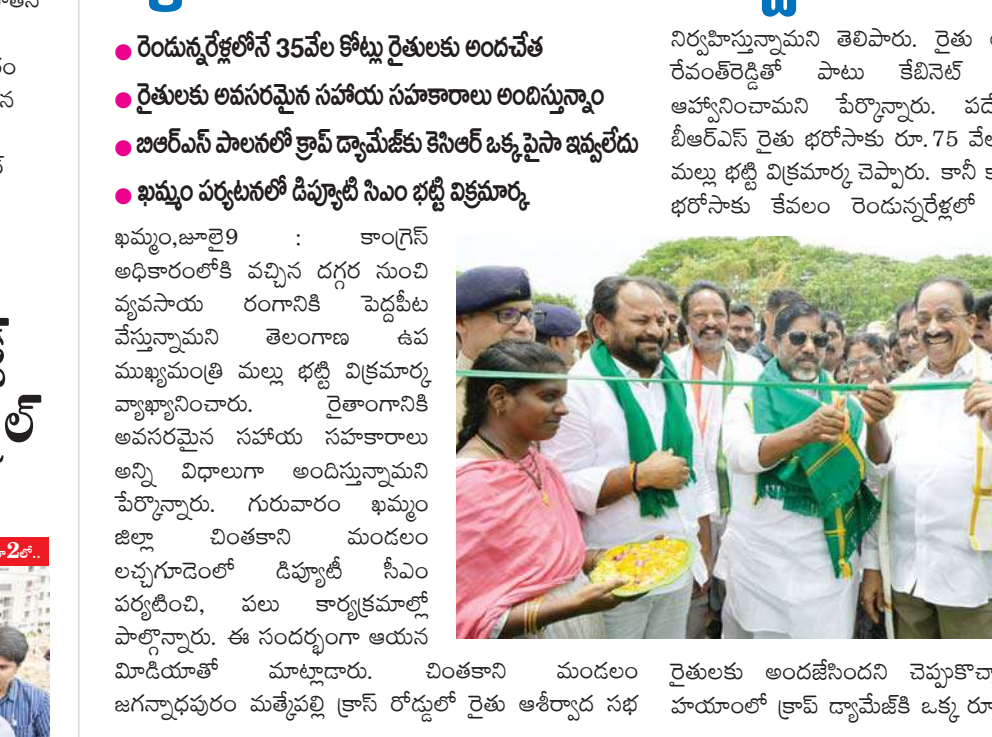 రెండున్నరేళ్లలోనే 35వేల కోట్లు రైతులకు అందచేత
రైతులకు అవసరమైన సహాయ సహకారాలు అందిస్తున్నాం
బిఆర్ఎస్ పాలనలో క్రాప్ డ్యామేజ్‌కు కెసిఆర్ ఒక్కపైసా ఇవ్వలేదు
ఖమ్మం పర్యటనలో డిప్యూటి సిఎం భట్టి విక్రమార్క
ఖమ్మం,జూలై9 : కాంగ్రెస్
అధికారంలోకి వచ్చిన దగ్గర నుంచి
వ్యవసాయ రంగానికి పెద్దపీట
వేస్తున్నామని తెలంగాణ ఉప
ముఖ్యమంత్రి మల్లు భట్టి విక్రమార్క
వ్యాఖ్యానించారు. రైతాంగానికి
అవసరమైన సహాయ సహకారాలు
అన్ని విధాలుగా అందిస్తున్నామని
పేర్కొన్నారు. గురువారం ఖమ్మం
జిల్లా చింతకాని మండలం
లచ్చగూడెంలో డిప్యూటీ సీఎం
పర్యటించి, పలు కార్యక్రమాల్లో
పాల్గొన్నారు. ఈ సందర్భంగా ఆయన
మీడియాతో మాట్లాడారు. చింతకాని మండలం
జగన్నాధపురం మత్కేపల్లి క్రాస్ రోడ్డులో రైతు ఆశీర్వాద సభ
నిర్వహిస్తున్నామని తెలిపారు. రైతు
రేవంత్‌రెడ్డితో పాటు కేబినెట్
ఆహ్వానించామని పేర్కొన్నారు. పదే
బీఆర్ఎస్ రైతు భరోసాకు రూ.75 వేల
మల్లు భట్టి విక్రమార్క చెప్పారు. కానీ
భరోసాకు కేవలం రెండున్నరేళ్లలో
రైతులకు అందజేసిందని చెప్పుకొచ్చా
హయాంలో క్రాప్ డ్యామేజ్‌కి ఒక్క రూ
2లో..